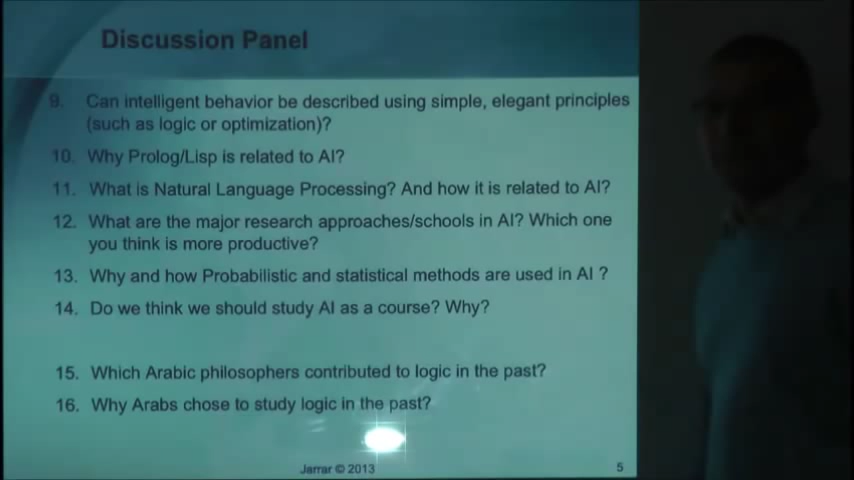 Discussion Panel
9. Can intelligent behavior be described using simple, elegant principles
(such as logic or optimization)?
10. Why Prolog/Lisp is related to AI?
11. What is Natural Language Processing? And how it is related to AI?
12. What are the major research approaches/schools in AI? Which one
you think is more productive?
13. Why and how Probabilistic and statistical methods are used in AI ?
14. Do we think we should study AI as a course? Why?
15. Which Arabic philosophers contributed to logic in the past?
16. Why Arabs chose to study logic in the past?
Jarrar © 2013
5